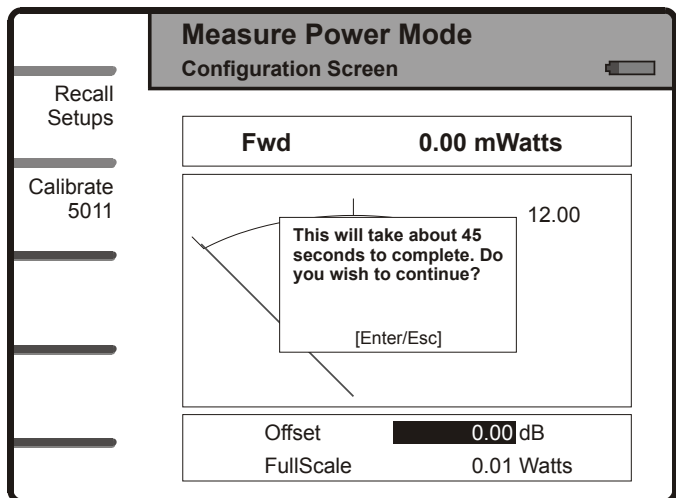 Measure Power Mode
Configuration Screen
Recall
Setups
Calibrate
5011
Fwd 0.00 mWatts
12.00
This will take about 45
seconds to complete. Do
you wish to continue?
[Enter/Esc]
Offset 0.00 dB
FullScale 0.01 Watts